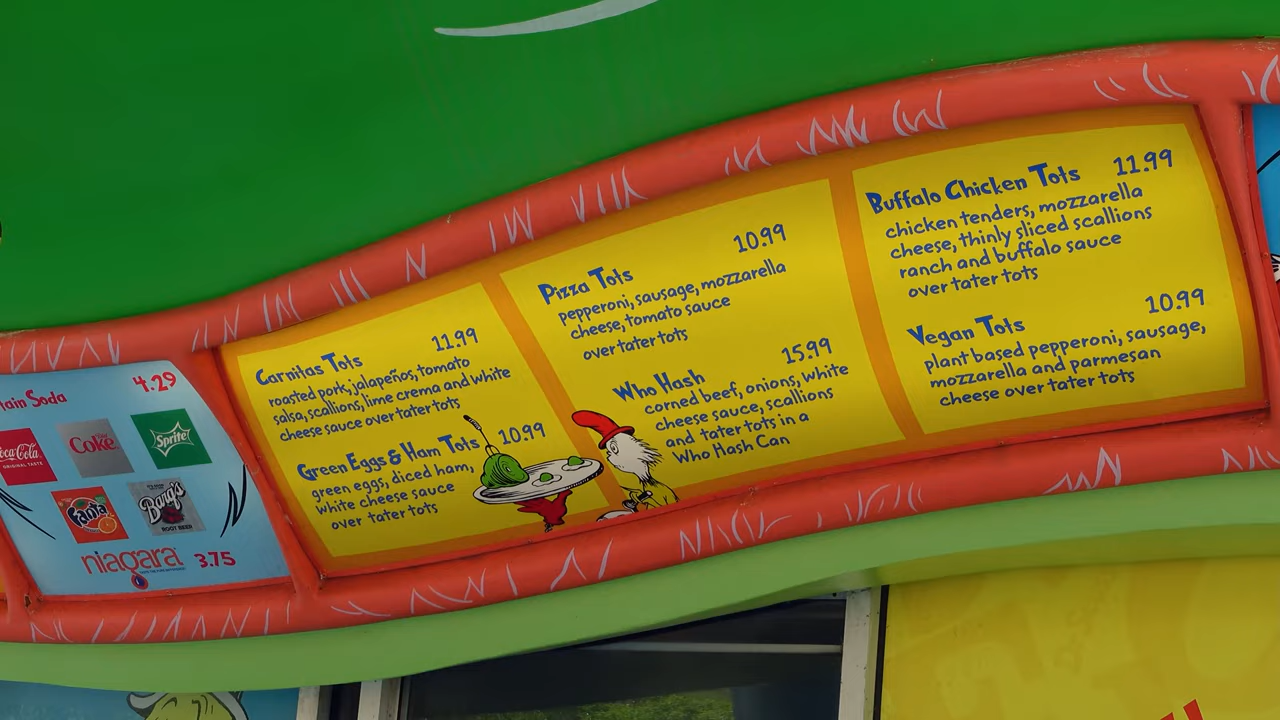 tain Soda 4.29
Coca-Cola
ORIGINAL TASTE
Coke
Sprite
Fanta
Barq's
ROOT BEER
niagara 3.75
Carnitas Tots 11.99
roasted pork, jalapeños, tomato
salsa, scallions, lime crema and white
cheese sauce over tater tots
Green Eggs & Ham Tots 10.99
green eggs, diced ham,
white cheese sauce
over tater tots
Pizza Tots 10.99
pepperoni, sausage, mozzarella
cheese, tomato sauce
over tater tots
Who Hash 15.99
corned beef, onions, white
cheese sauce, scallions
and tater tots in a
Who Hash Can
Buffalo Chicken Tots 11.99
chicken tenders, mozzarella
cheese, thinly sliced scallions
ranch and buffalo sauce
over tater tots
Vegan Tots 10.99
plant based pepperoni, sausage,
mozzarella and parmesan
cheese over tater tots